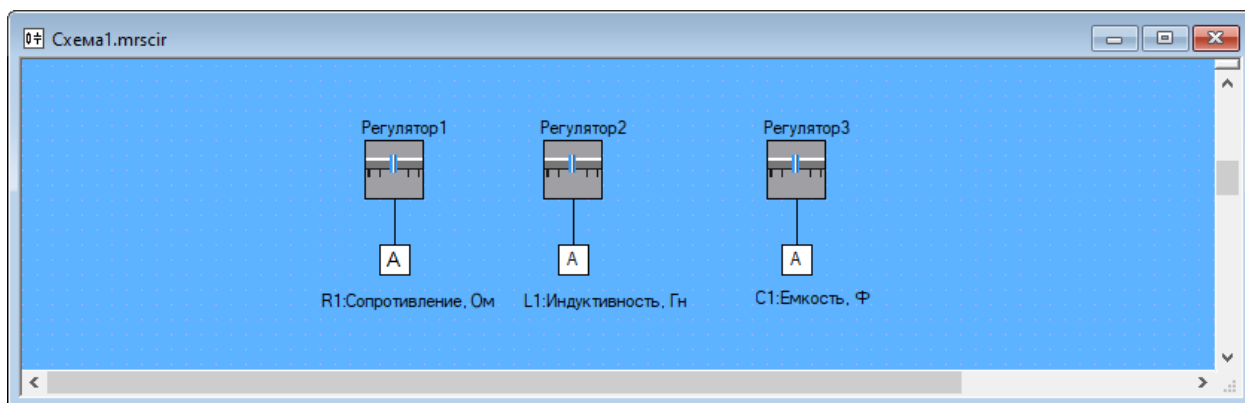 Схема1.mrscir
Регулятор1 Регулятор2 Регулятор3
A A A
R1:Сопротивление, Ом L1:Индуктивность, Гн C1:Емкость, Ф